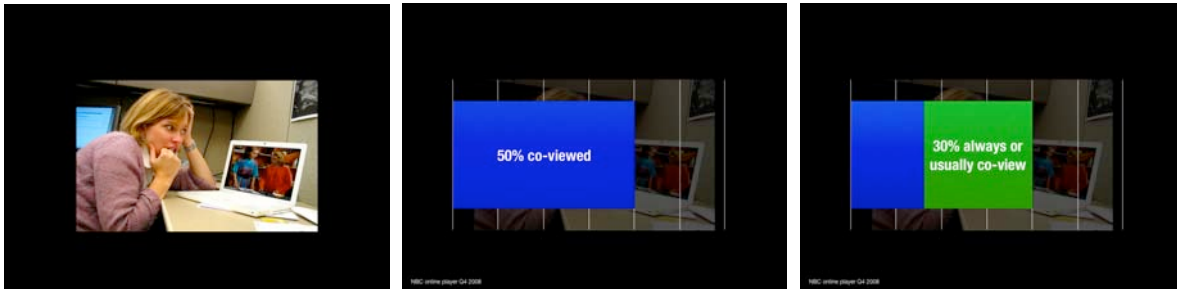 50% co-viewed
NBC online player Q4 2008
30% always or
usually co-view
NBC online player Q4 2008